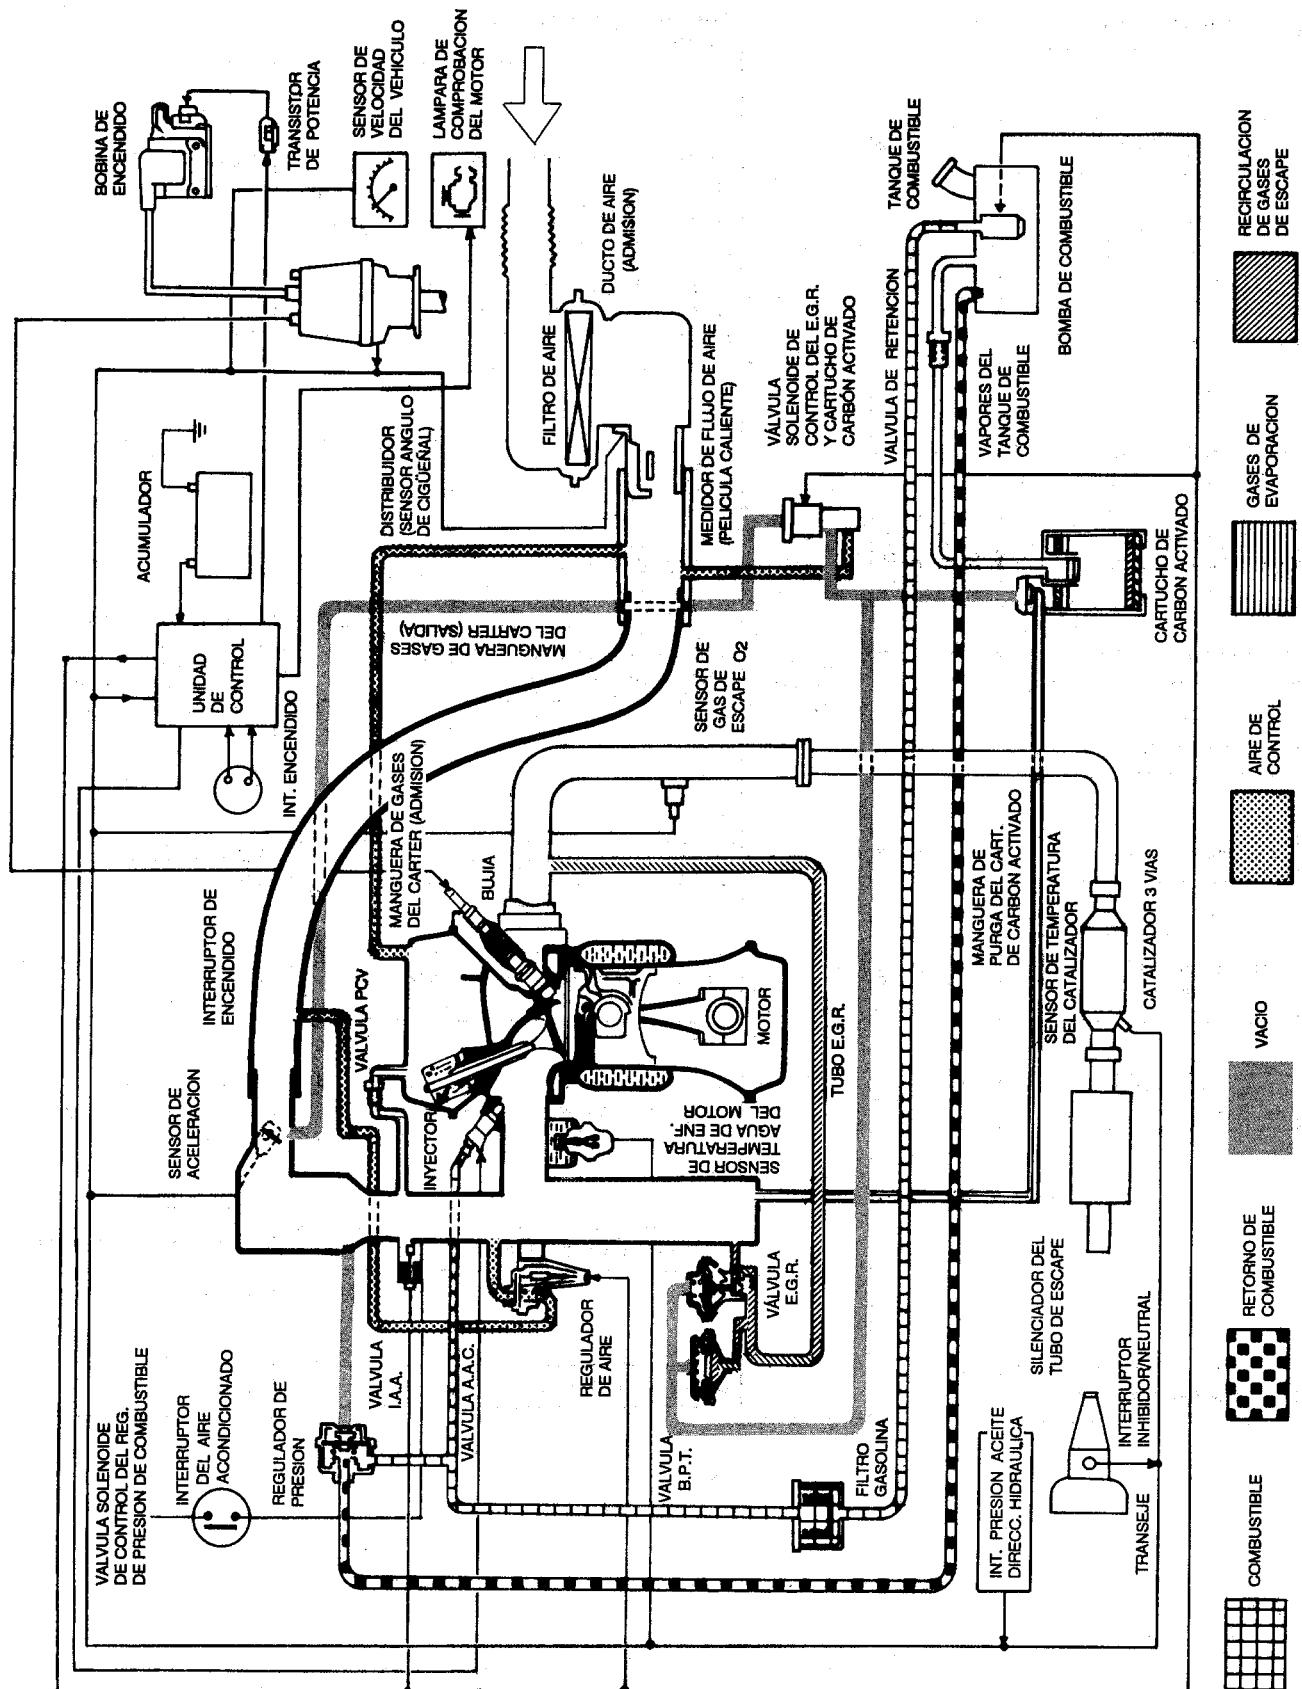 VALVULA SOLENOIDE
DE CONTROL DEL REG.
DE PRESION DE COMBUSTIBLE
INTERRUPTOR
DEL AIRE
ACONDICIONADO
REGULADOR DE
PRESION
SENSOR DE
ACELERACION
INTERRUPTOR DE
ENCENDIDO
INT. ENCENDIDO
UNIDAD
DE
CONTROL
ACUMULADOR
BOBINA DE
ENCENDIDO
TRANSISTOR
DE POTENCIA
SENSOR DE
VELOCIDAD
DEL VEHICULO
LAMPARA DE
COMPROBACION
DEL MOTOR
VALVULA
I.A.A.
VALVULA A.A.C.
VALVULA PCV
INYECTOR
MANGUERA DE GASES
DEL CARTER (ADMISION)
BUJIA
MANGUERA DE GASES
DEL CARTER (SALIDA)
DISTRIBUIDOR
(SENSOR ANGULO
DE CIGÜEÑAL)
FILTRO DE AIRE
DUCTO DE AIRE
(ADMISION)
REGULADOR
DE AIRE
SENSOR DE
TEMPERATURA
AGUA DE ENF.
DEL MOTOR
MOTOR
SENSOR DE
GAS DE
ESCAPE O2
MEDIDOR DE FLUJO DE AIRE
(PELICULA CALIENTE)
VÁLVULA
SOLENOIDE DE
CONTROL DEL E.G.R.
Y CARTUCHO DE
CARBÓN ACTIVADO
VALVULA
B.P.T.
VÁLVULA
E.G.R.
TUBO E.G.R.
FILTRO
GASOLINA
VALVULA DE RETENCION
TANQUE DE
COMBUSTIBLE
VAPORES DEL
TANQUE DE
COMBUSTIBLE
BOMBA DE COMBUSTIBLE
MANGUERA DE
PURGA DEL CART.
DE CARBON ACTIVADO
SENSOR DE TEMPERATURA
DEL CATALIZADOR
CATALIZADOR 3 VIAS
CARTUCHO DE
CARBON ACTIVADO
INT. PRESION ACEITE
DIRECC. HIDRAULICA
SILENCIADOR DEL
TUBO DE ESCAPE
INTERRUPTOR
INHIBIDOR/NEUTRAL
TRANSEJE
COMBUSTIBLE
RETORNO DE
COMBUSTIBLE
VACIO
AIRE DE
CONTROL
GASES DE
EVAPORACION
RECIRCULACION
DE GASES
DE ESCAPE